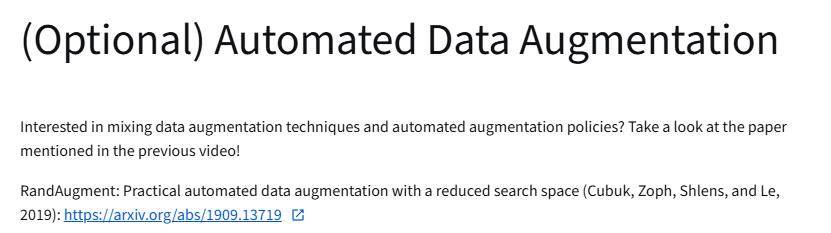 (Optional) Automated Data Augmentation
Interested in mixing data augmentation techniques and automated augmentation policies? Take a look at the paper
mentioned in the previous video!
RandAugment: Practical automated data augmentation with a reduced search space (Cubuk, Zoph, Shlens, and Le,
2019): https://arxiv.org/abs/1909.13719